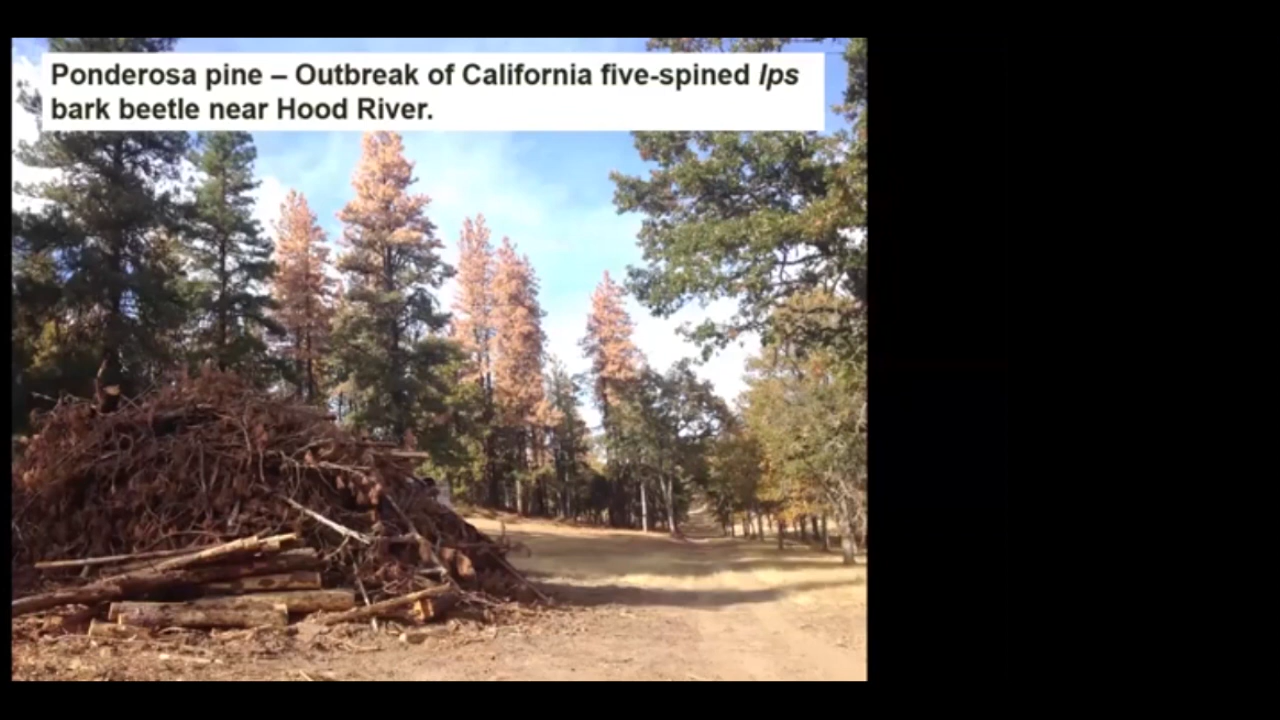 Ponderosa pine – Outbreak of California five-spined Ips
bark beetle near Hood River.